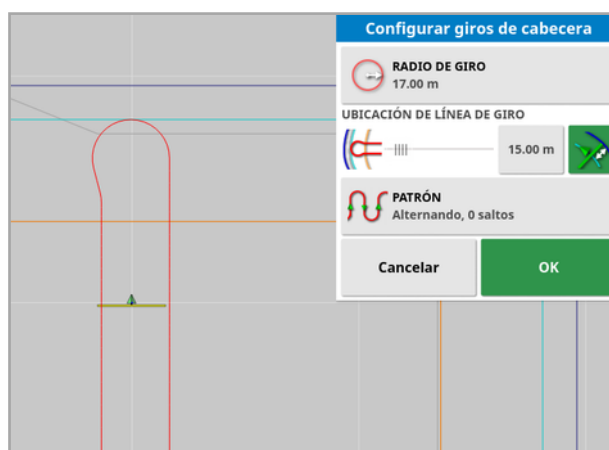 Configurar giros de cabecera
RADIO DE GIRO
17.00 m
UBICACIÓN DE LÍNEA DE GIRO
15.00 m
PATRÓN
Alternando, 0 saltos
Cancelar
OK